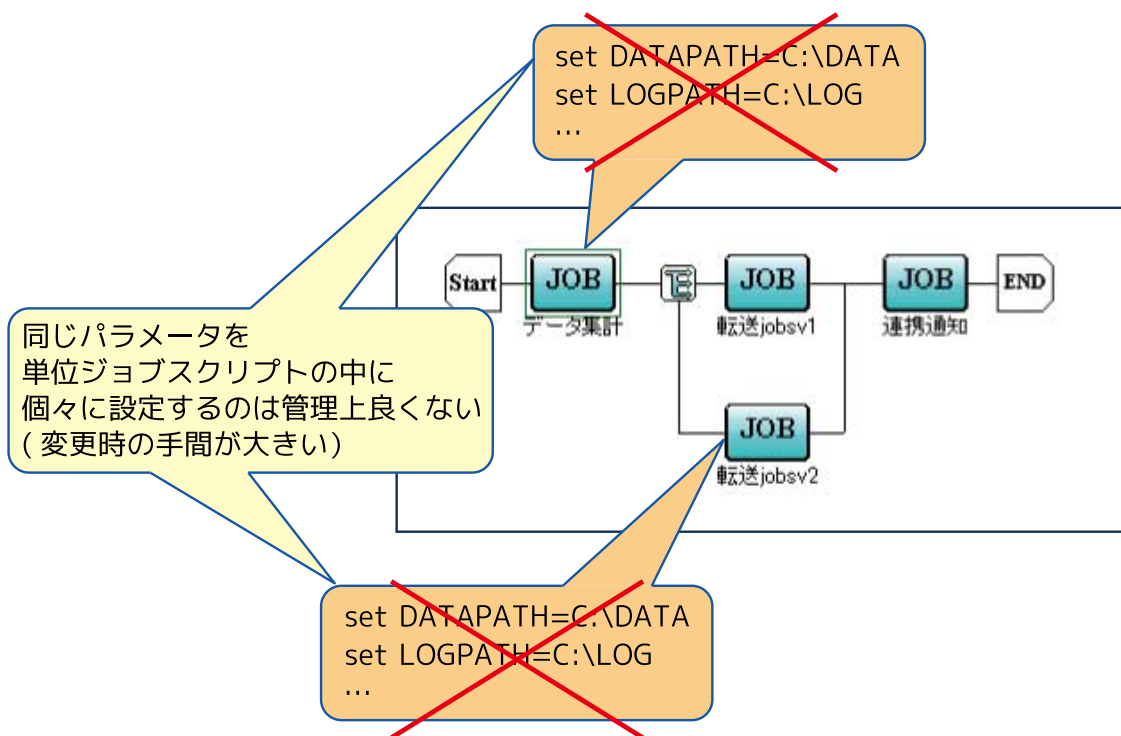 set DATAPATH=C:\DATA
set LOGPATH=C:\LOG
...
Start
JOB
JOB
JOB
END
データ集計
転送jobsv1
連携通知
同じパラメータを
単位ジョブスクリプトの中に
個々に設定するのは管理上良くない
( 変更時の手間が大きい)
JOB
転送jobsv2
set DATAPATH=C:\DATA
set LOGPATH=C:\LOG
...